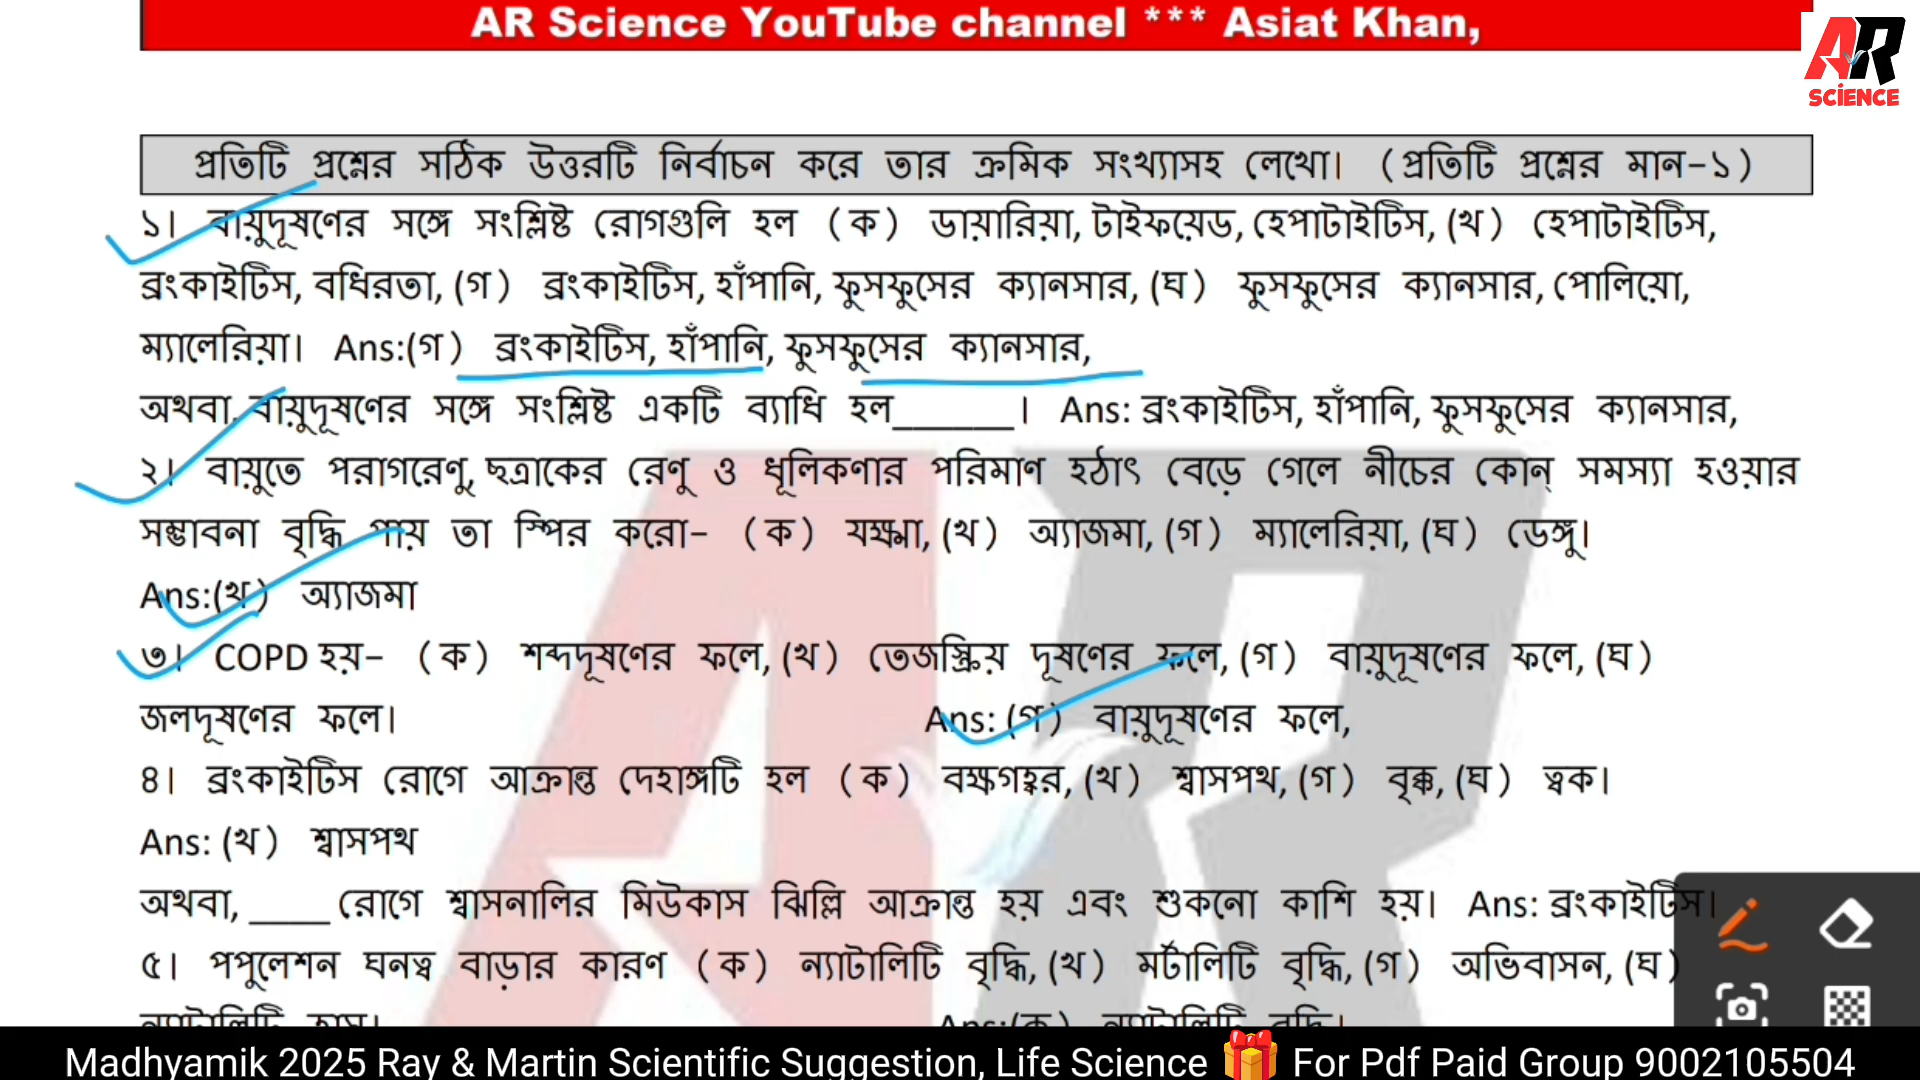 AR Science YouTube channel *** Asiat Khan,
AR
SCIENCE
প্রতিটি প্রশ্নের সঠিক উত্তরটি নির্বাচন করে তার ক্রমিক সংখ্যাসহ লেখো। (প্রতিটি প্রশ্নের মান-১)
১। বায়ুদূষণের সঙ্গে সংশ্লিষ্ট রোগগুলি হল (ক) ডায়ারিয়া, টাইফয়েড, হেপাটাইটিস, (খ) হেপাটাইটিস,
ব্রংকাইটিস, বধিরতা, (গ) ব্রংকাইটিস, হাঁপানি, ফুসফুসের ক্যানসার, (ঘ) ফুসফুসের ক্যানসার, পোলিয়ো,
ম্যালেরিয়া। Ans:(গ) ব্রংকাইটিস, হাঁপানি, ফুসফুসের ক্যানসার,
অথবা, বায়ুদূষণের সঙ্গে সংশ্লিষ্ট একটি ব্যাধি হল______। Ans: ব্রংকাইটিস, হাঁপানি, ফুসফুসের ক্যানসার,
২। বায়ুতে পরাগরেণু, ছত্রাকের রেণু ও ধূলিকণার পরিমাণ হঠাৎ বেড়ে গেলে নীচের কোন্ সমস্যা হওয়ার
সম্ভাবনা বৃদ্ধি পায় তা স্পির করো- (ক) যক্ষ্মা, (খ) অ্যাজমা, (গ) ম্যালেরিয়া, (ঘ) ডেঙ্গু।
Ans:(খ) অ্যাজমা
৩। COPD হয়- (ক) শব্দদূষণের ফলে, (খ) তেজস্ক্রিয় দূষণের ফলে, (গ) বায়ুদূষণের ফলে, (ঘ)
জলদূষণের ফলে। Ans: (গ) বায়ুদূষণের ফলে,
৪। ব্রংকাইটিস রোগে আক্রান্ত দেহাঙ্গটি হল (ক) বক্ষগহ্বর, (খ) শ্বাসপথ, (গ) বৃক্ক, (ঘ) ত্বক।
Ans: (খ) শ্বাসপথ
অথবা, ____ রোগে শ্বাসনালির মিউকাস ঝিল্লি আক্রান্ত হয় এবং শুকনো কাশি হয়। Ans: ব্রংকাইটিস।
৫। পপুলেশন ঘনত্ব বাড়ার কারণ (ক) ন্যাটালিটি বৃদ্ধি, (খ) মর্টালিটি বৃদ্ধি, (গ) অভিবাসন, (ঘ)
ন্যাটালিটি হ্রাস। Ans:(ক) ন্যাটালিটি বৃদ্ধি।
Madhyamik 2025 Ray & Martin Scientific Suggestion, Life Science 🎁 For Pdf Paid Group 9002105504